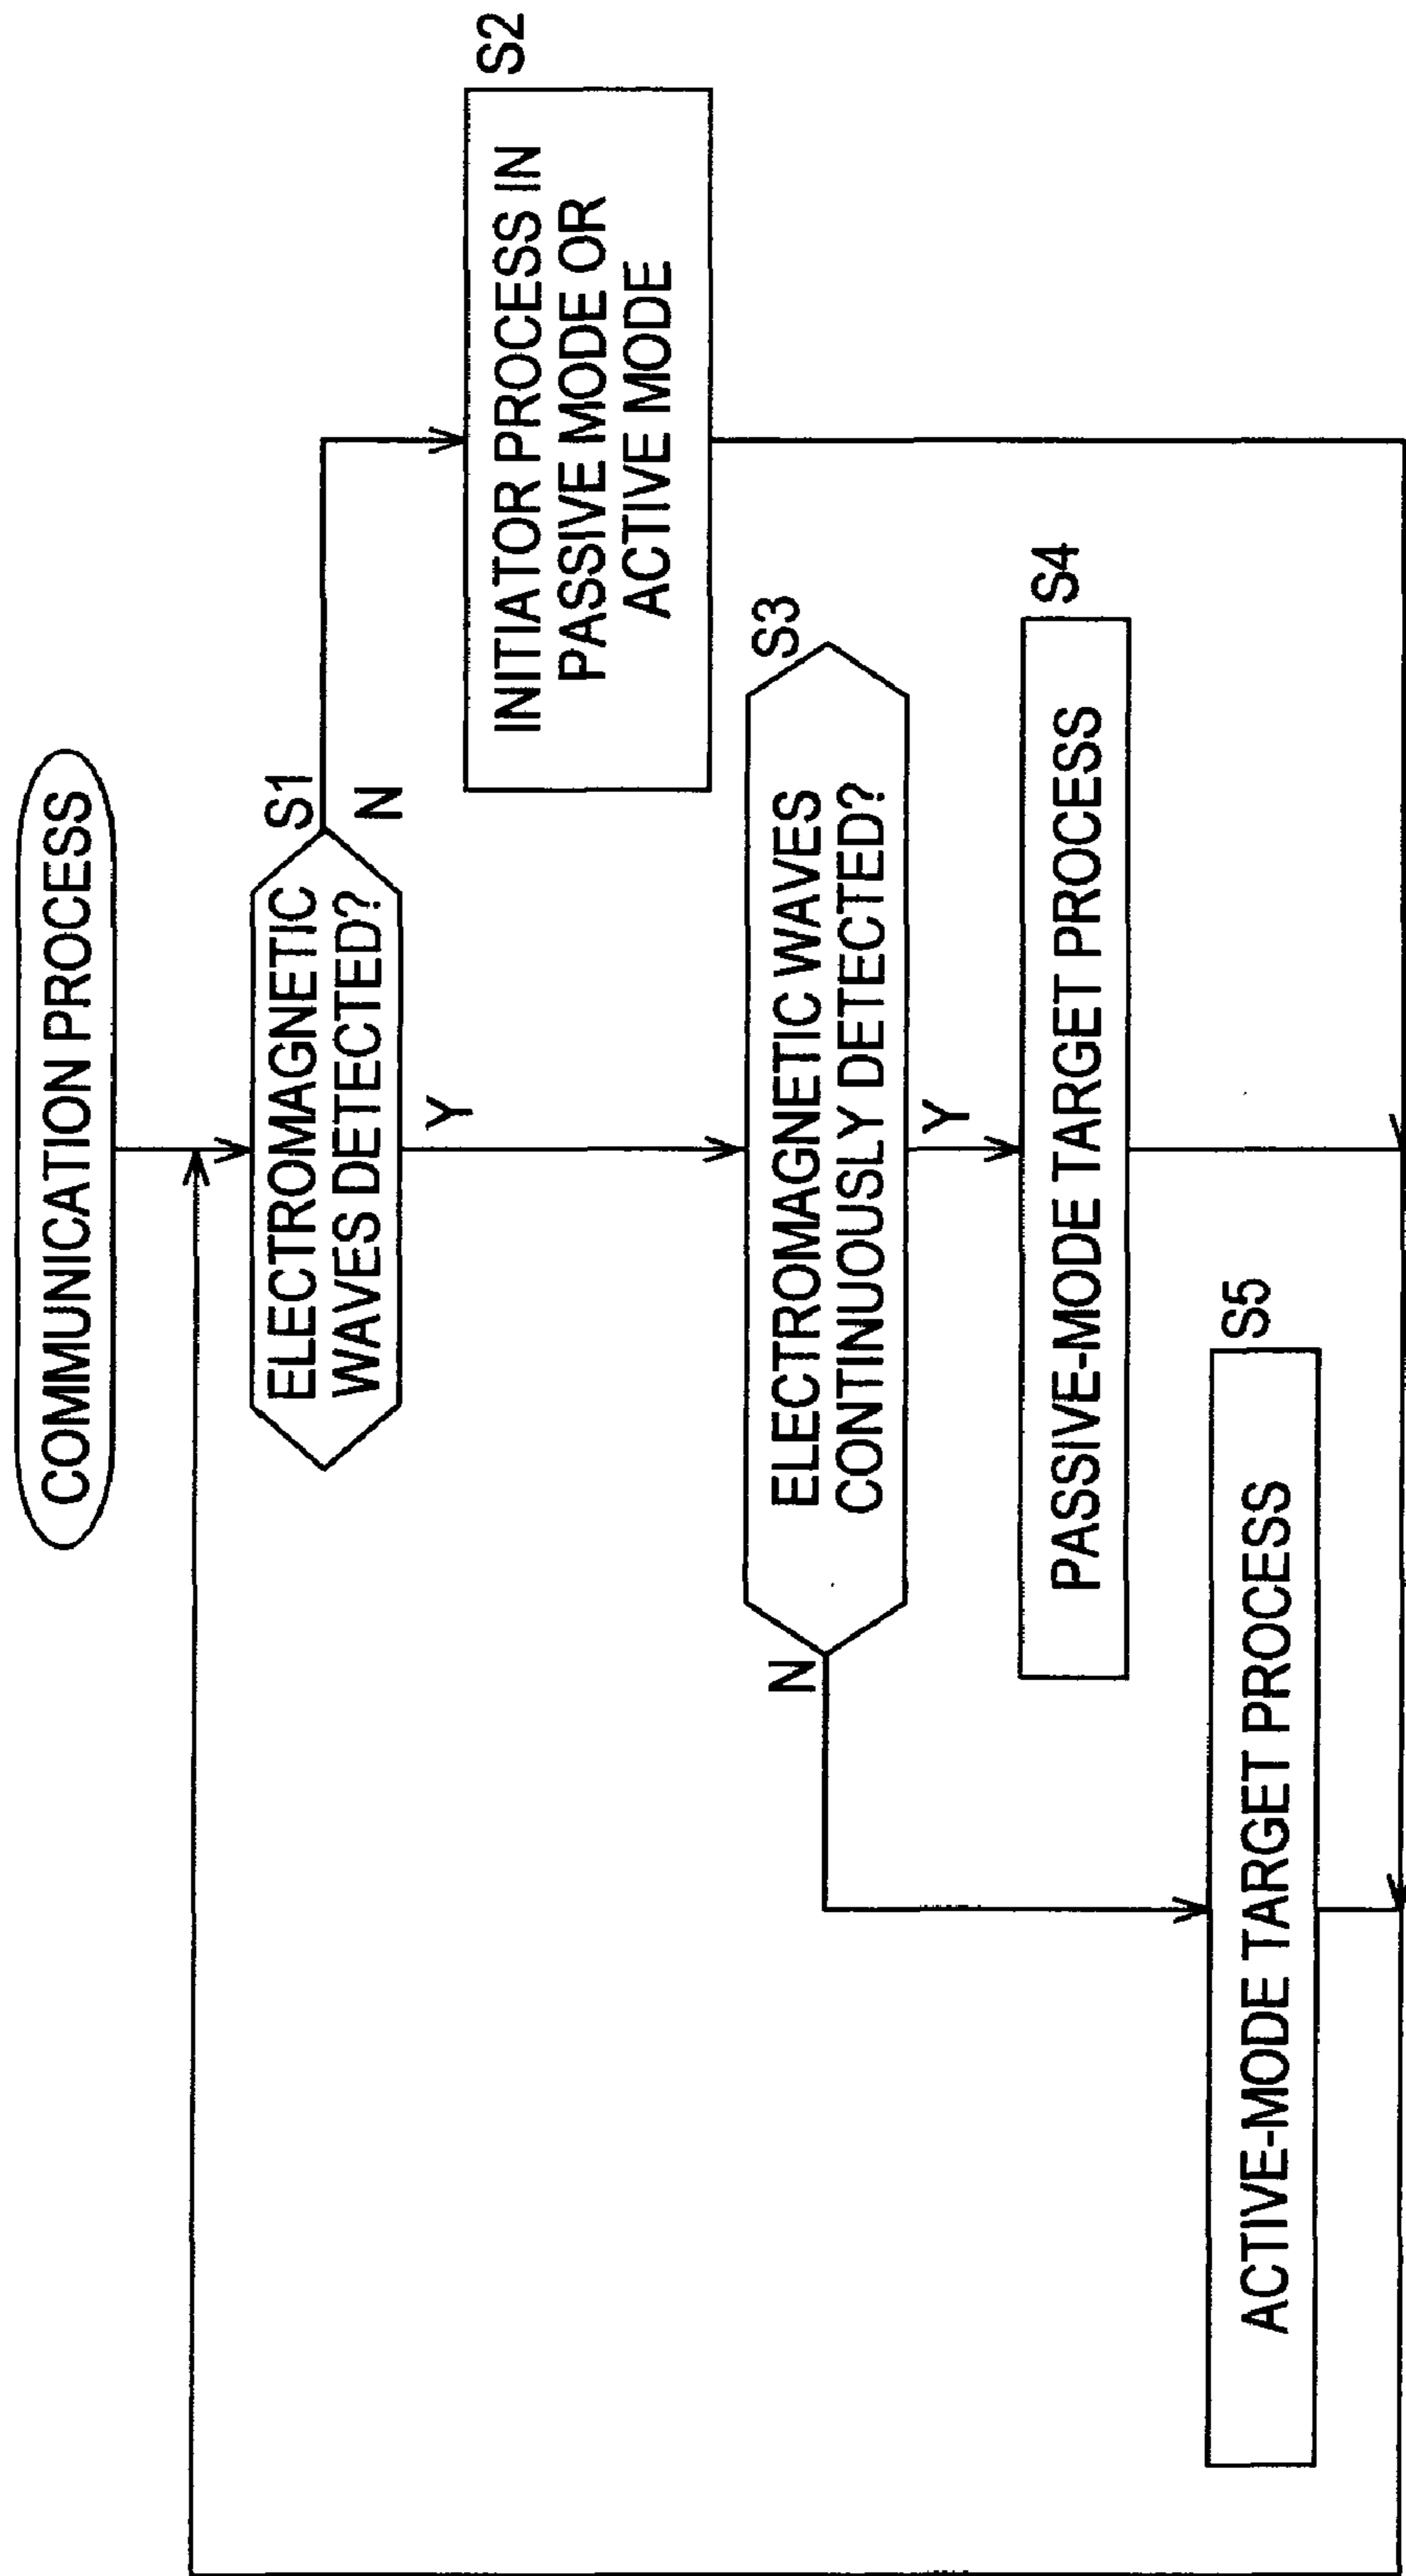 COMMUNICATION PROCESS
S1
ELECTROMAGNETIC
WAVES DETECTED?
N
Y
S2
INITIATOR PROCESS IN
PASSIVE MODE OR
ACTIVE MODE
S3
ELECTROMAGNETIC WAVES
CONTINUOUSLY DETECTED?
N
Y
S4
PASSIVE-MODE TARGET PROCESS
S5
ACTIVE-MODE TARGET PROCESS